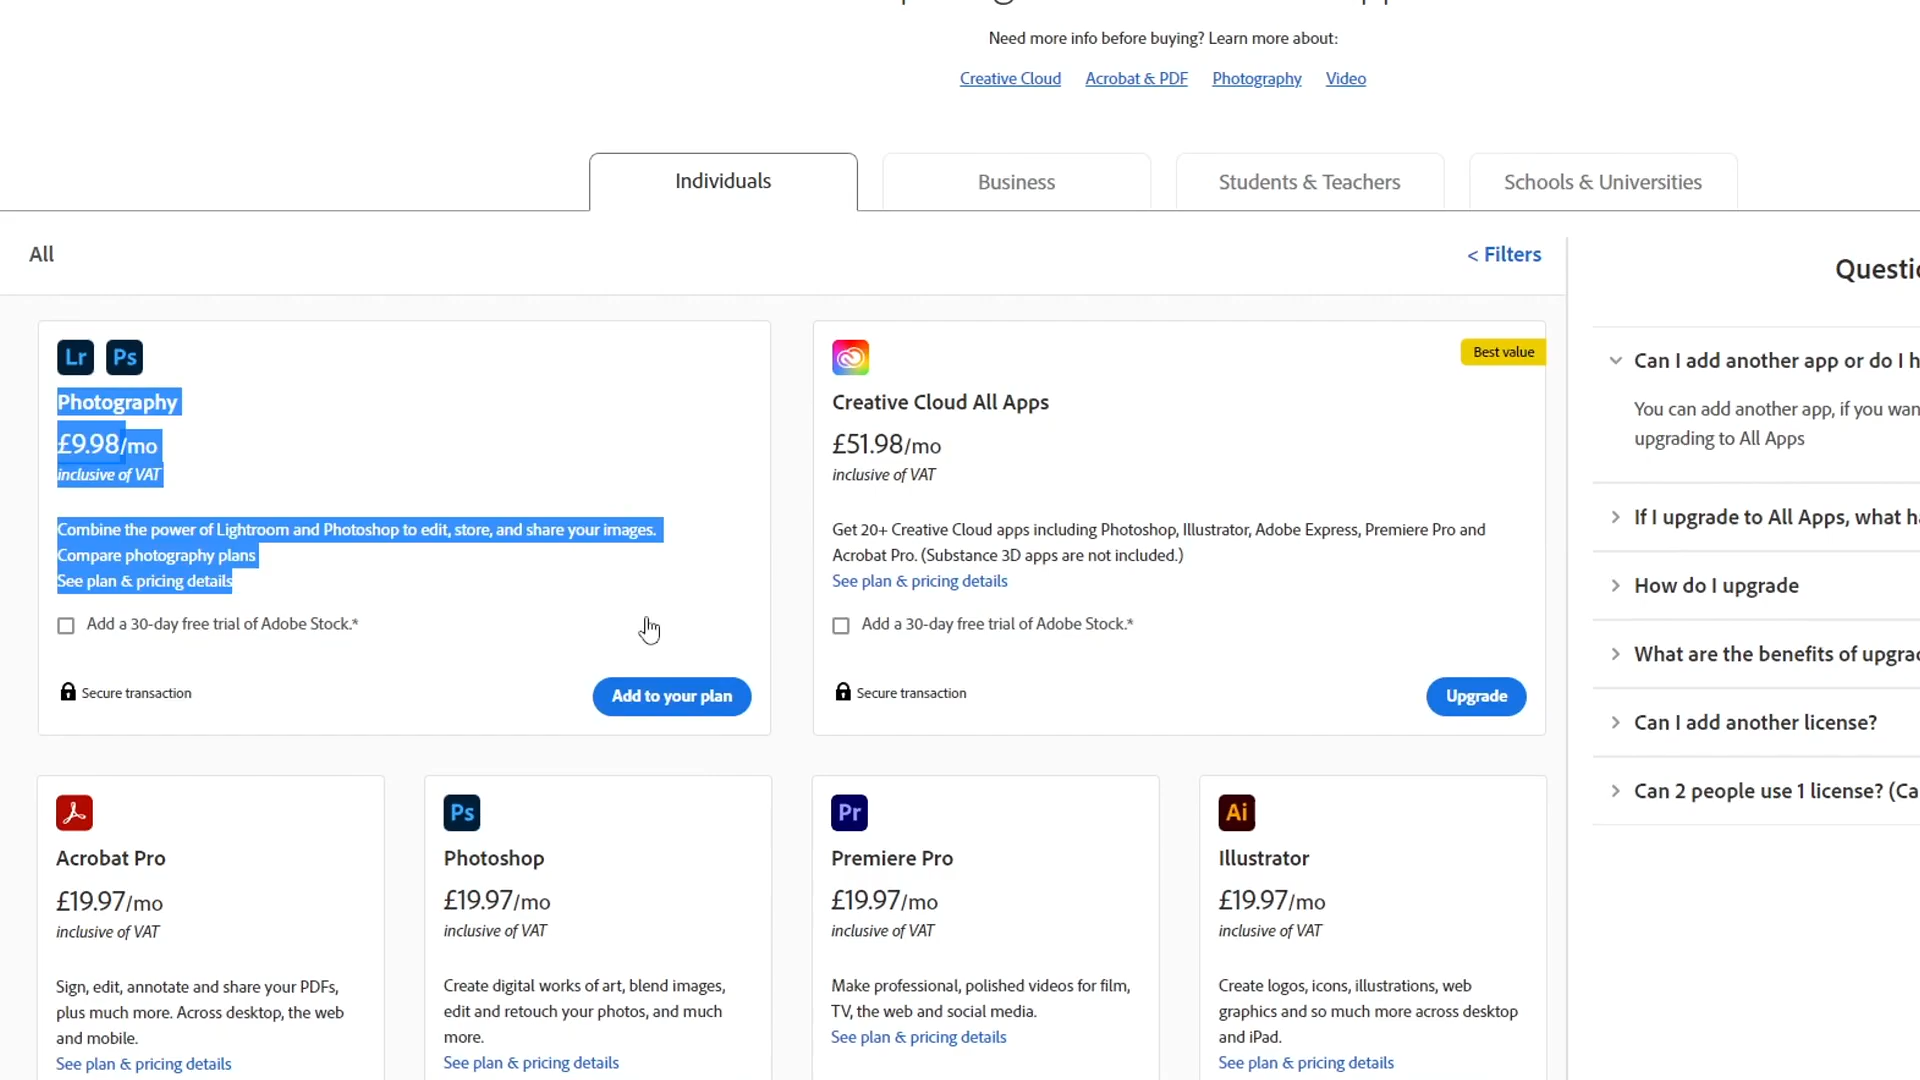 Need more info before buying? Learn more about:
Creative Cloud Acrobat & PDF Photography Video
Individuals Business Students & Teachers Schools & Universities
All < Filters
Lr Ps
Photography
£9.98/mo
inclusive of VAT
Combine the power of Lightroom and Photoshop to edit, store, and share your images.
Compare photography plans
See plan & pricing details
Add a 30-day free trial of Adobe Stock.*
Secure transaction
Add to your plan
Best value
Creative Cloud All Apps
£51.98/mo
inclusive of VAT
Get 20+ Creative Cloud apps including Photoshop, Illustrator, Adobe Express, Premiere Pro and
Acrobat Pro. (Substance 3D apps are not included.)
See plan & pricing details
Add a 30-day free trial of Adobe Stock.*
Secure transaction
Upgrade
Acrobat Pro
£19.97/mo
inclusive of VAT
Sign, edit, annotate and share your PDFs,
plus much more. Across desktop, the web
and mobile.
See plan & pricing details
Ps
Photoshop
£19.97/mo
inclusive of VAT
Create digital works of art, blend images,
edit and retouch your photos, and much
more.
See plan & pricing details
Pr
Premiere Pro
£19.97/mo
inclusive of VAT
Make professional, polished videos for film,
TV, the web and social media.
See plan & pricing details
Ai
Illustrator
£19.97/mo
inclusive of VAT
Create logos, icons, illustrations, web
graphics and so much more across desktop
and iPad.
See plan & pricing details
Questi
Can I add another app or do I h
You can add another app, if you wan
upgrading to All Apps
If I upgrade to All Apps, what ha
How do I upgrade
What are the benefits of upgrad
Can I add another license?
Can 2 people use 1 license? (Ca